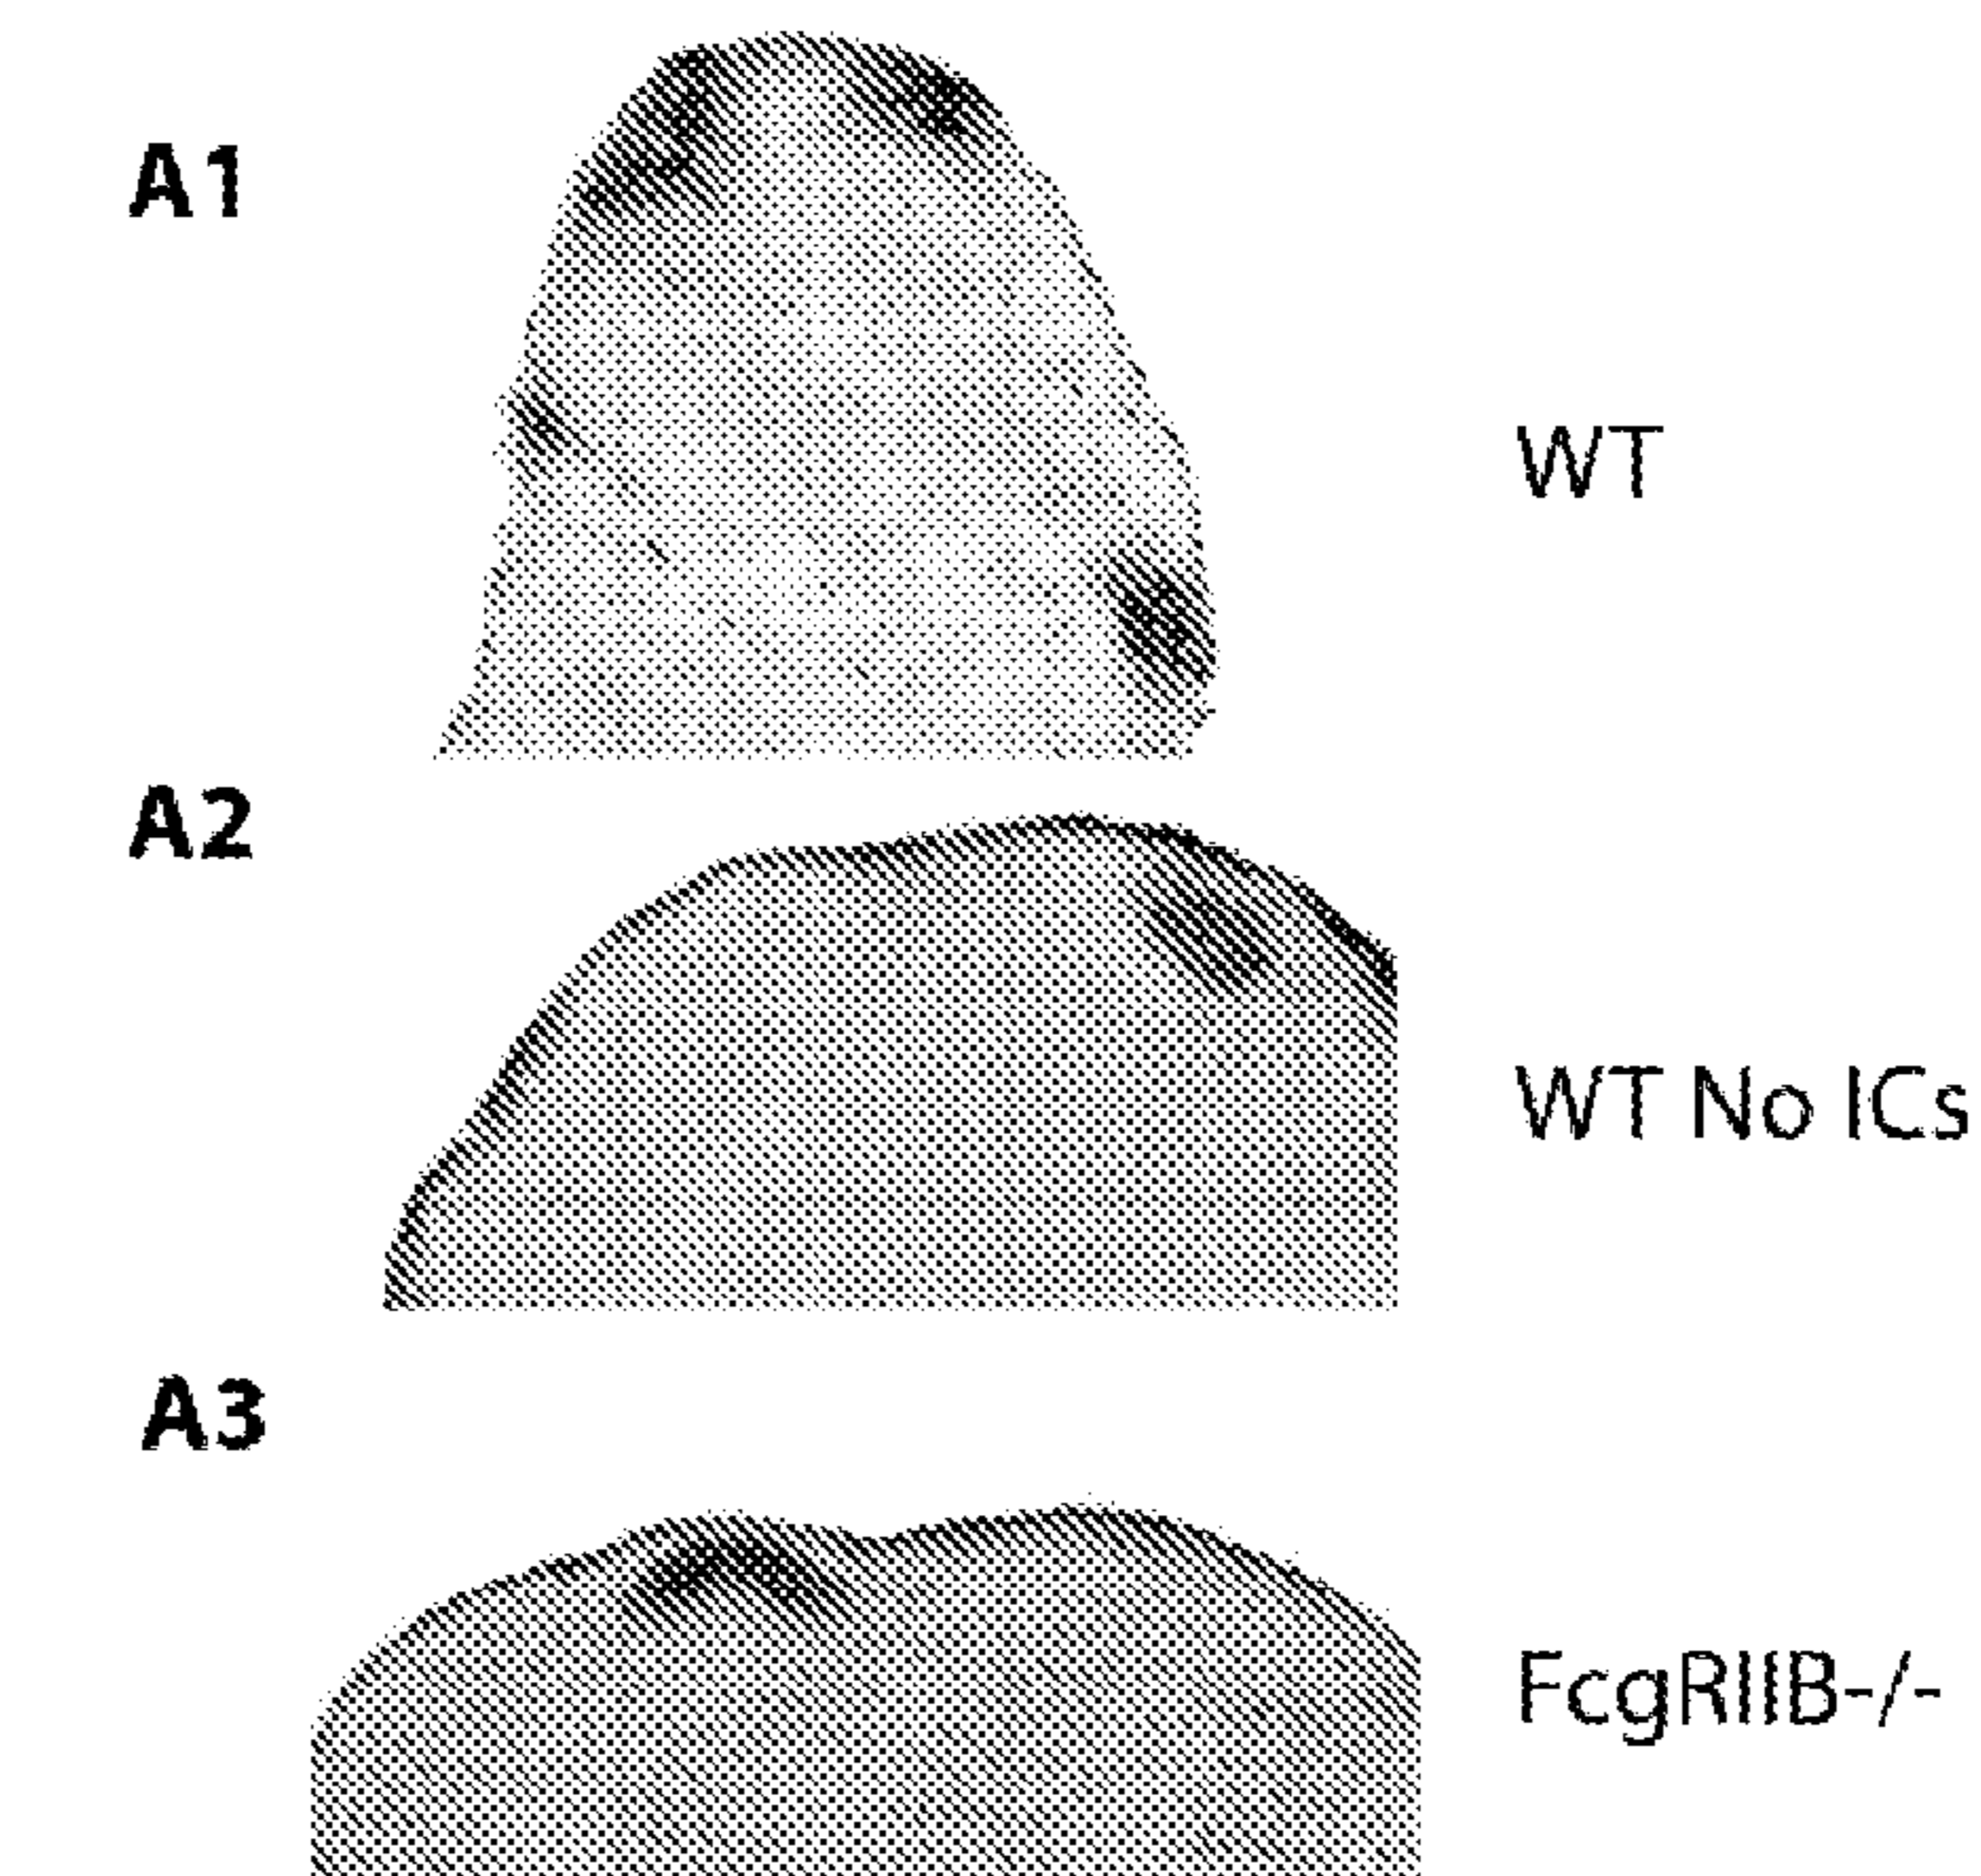 A1
WT
A2
WT No ICs
A3
FcgRIIB-/-